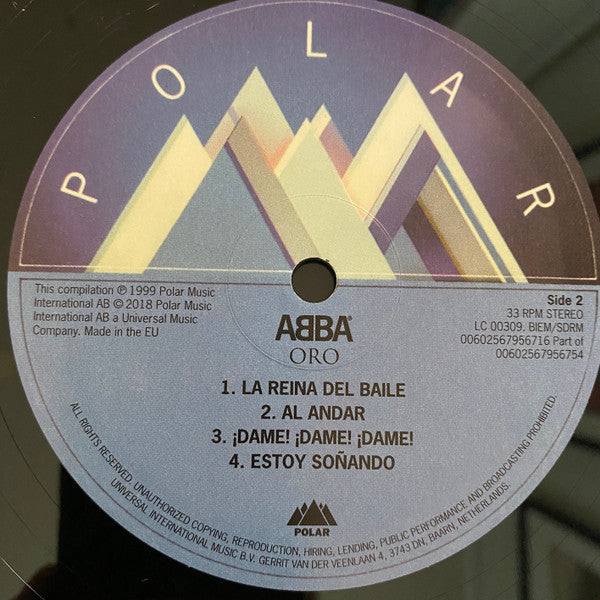 POLAR
This compilation ℗ 1999 Polar Music
International AB © 2018 Polar Music
International AB a Universal Music
Company. Made in the EU
Side 2
33 RPM STEREO
LC 00309. BIEM/SDRM
00602567956716 Part of
00602567956754
ABBA®
ORO
1. LA REINA DEL BAILE
2. AL ANDAR
3. ¡DAME! ¡DAME! ¡DAME!
4. ESTOY SOÑANDO
POLAR
ALL RIGHTS RESERVED. UNAUTHORIZED COPYING, REPRODUCTION, HIRING, LENDING, PUBLIC PERFORMANCE AND BROADCASTING PROHIBITED.
UNIVERSAL INTERNATIONAL MUSIC B.V. GERRIT VAN DER VEENLAAN 4, 3743 DN, BAARN, NETHERLANDS.